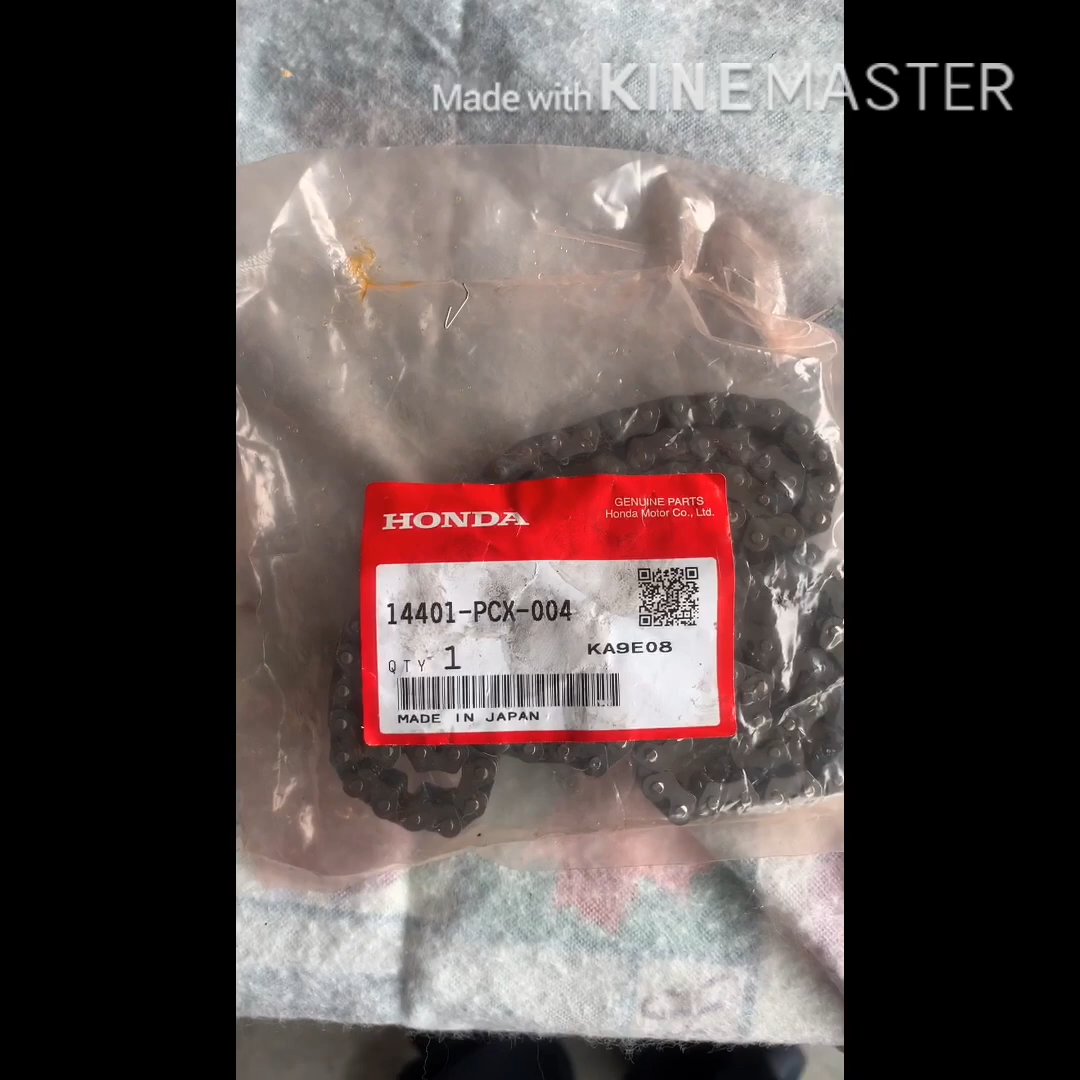 Made with KINEMASTER
HONDA
GENUINE PARTS
Honda Motor Co., Ltd.
14401-PCX-004
KA9E08
QTY 1
MADE IN JAPAN